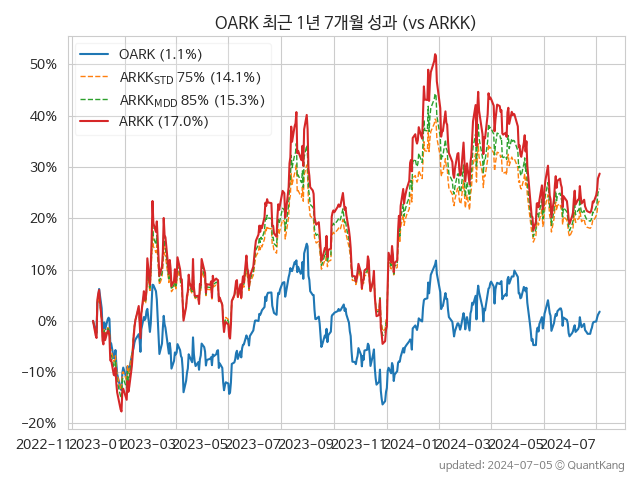 OARK 최근 1년 7개월 성과 (vs ARKK)
OARK (1.1%)
ARKKSTD 75% (14.1%)
ARKKMDD 85% (15.3%)
ARKK (17.0%)
50%
40%
30%
20%
10%
0%
−10%
−20%
2022-11 2023-01 2023-03 2023-05 2023-07 2023-09 2023-11 2024-01 2024-03 2024-05 2024-07
updated: 2024-07-05 © QuantKang